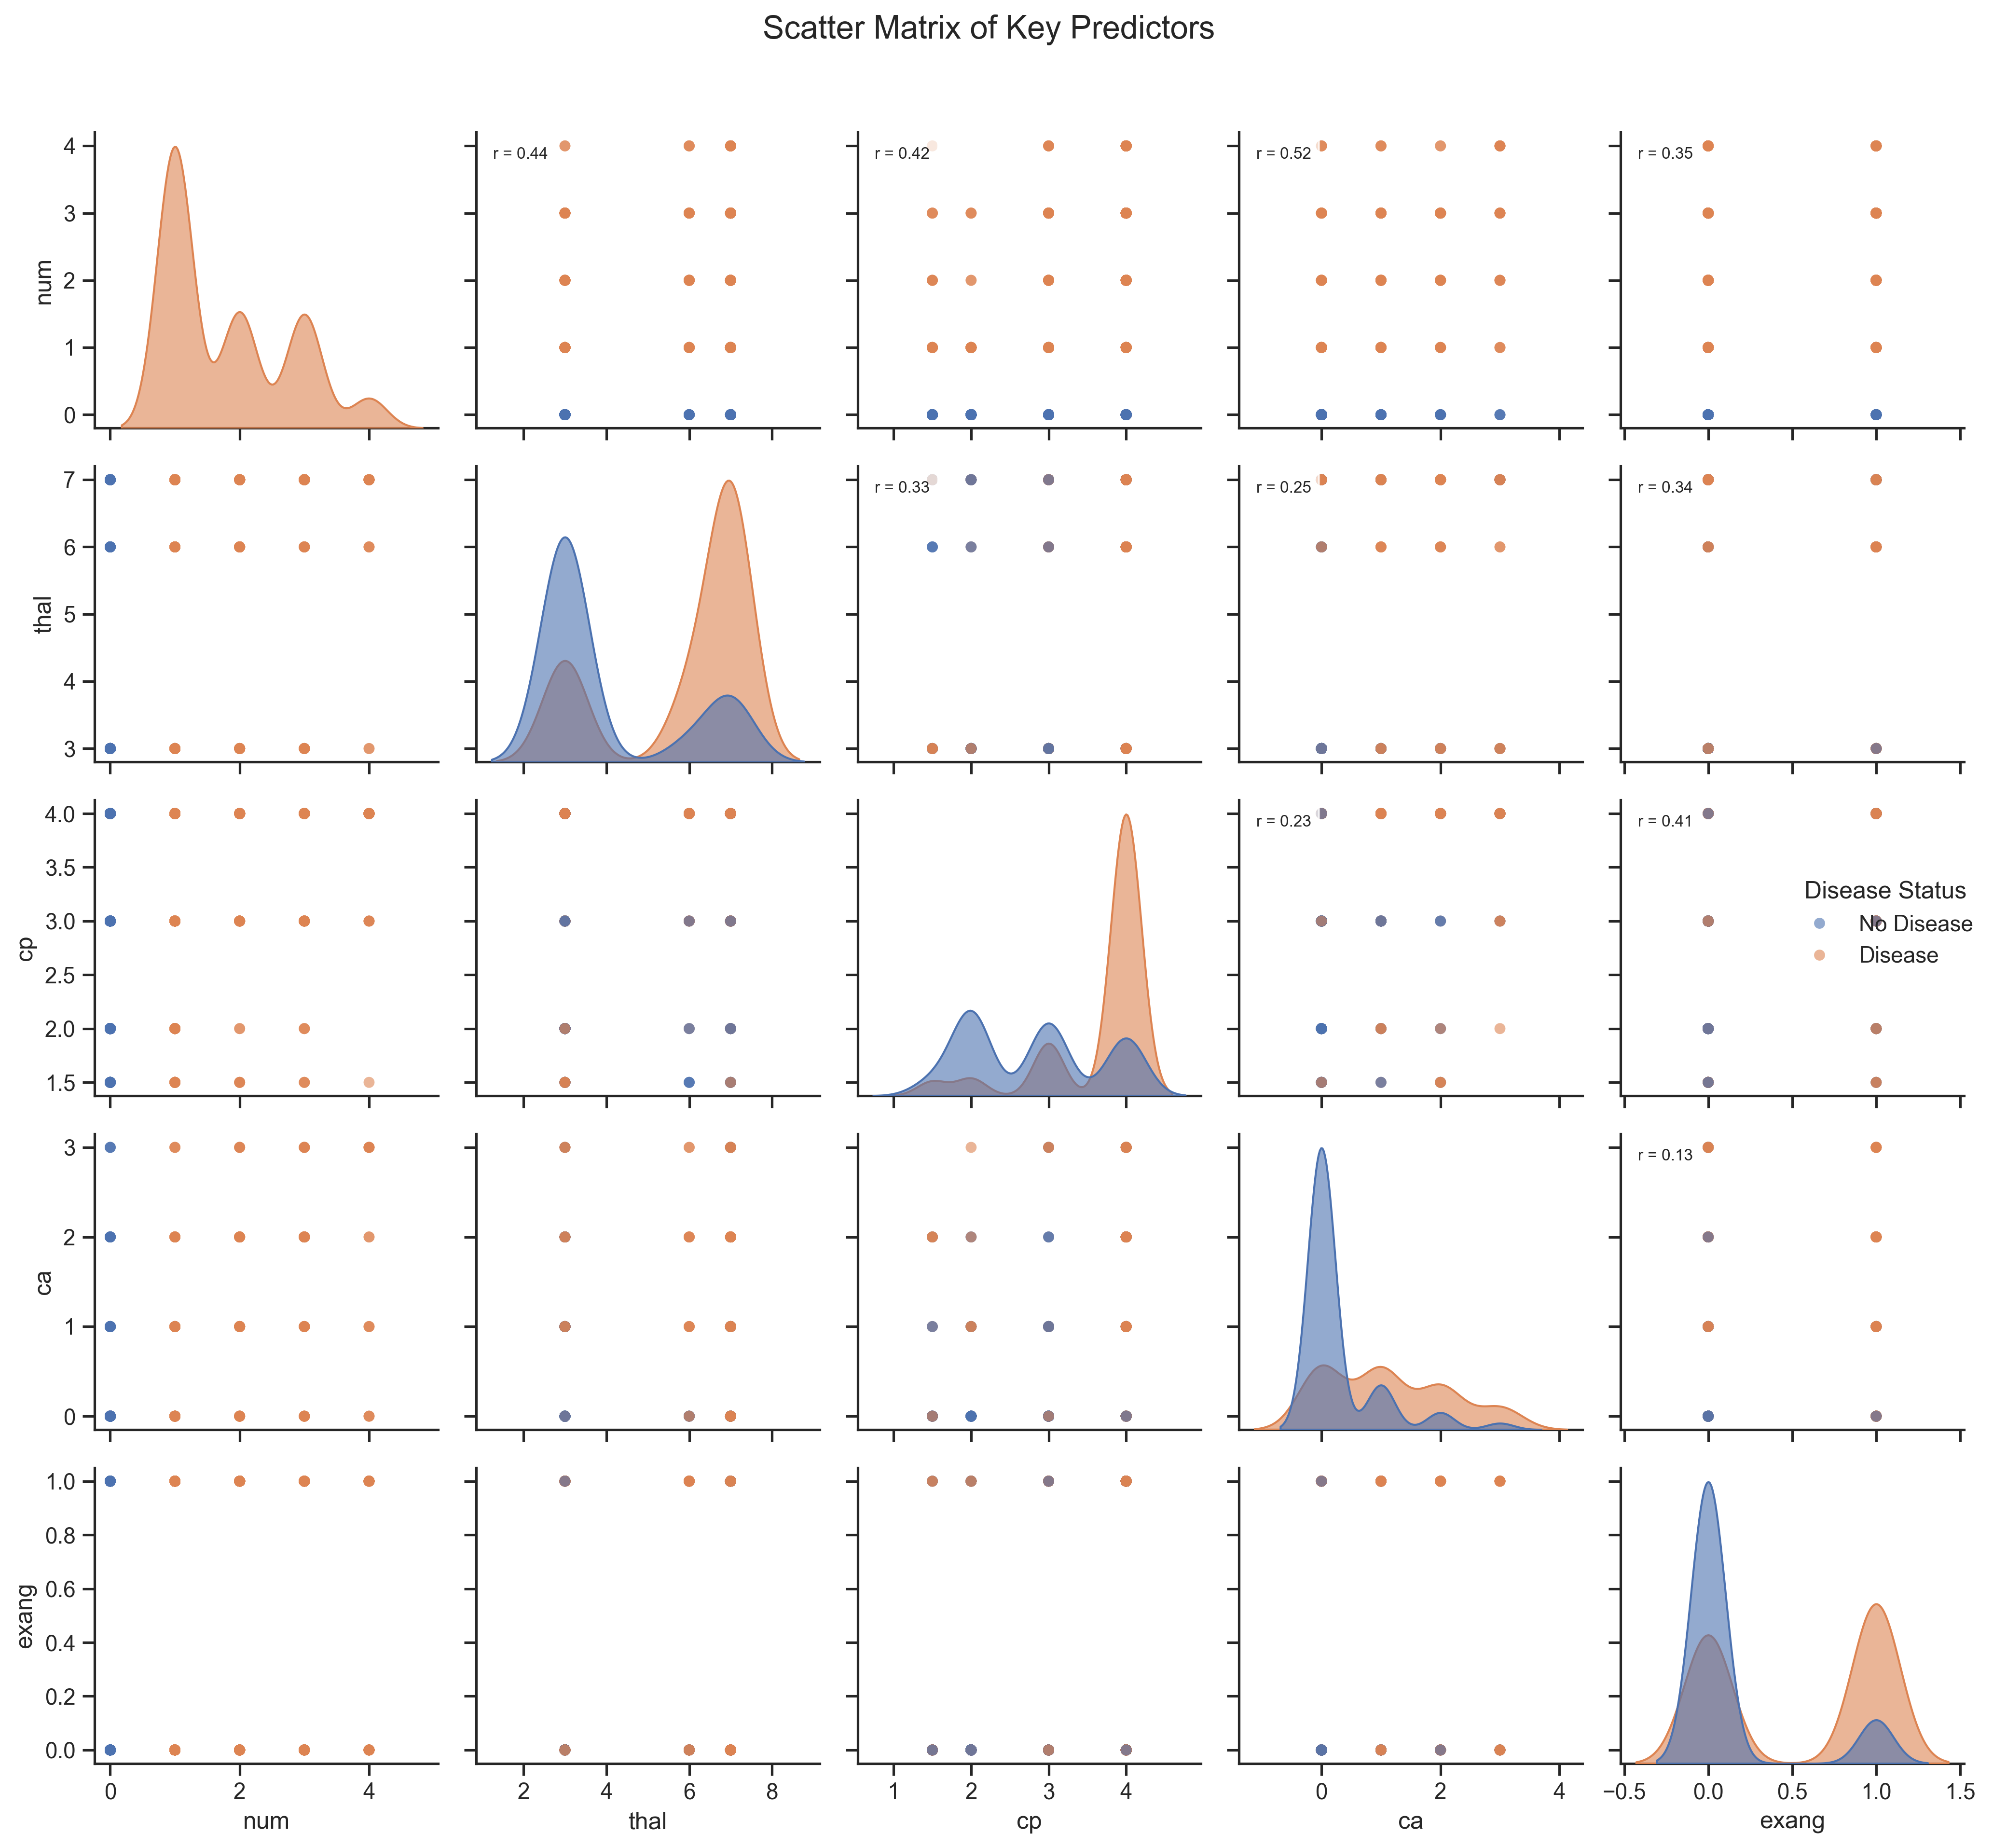 Scatter Matrix of Key Predictors
4
3
2
1
0
num
r = 0.44
r = 0.42
r = 0.52
r = 0.35
7
6
5
4
3
thal
r = 0.33
r = 0.25
r = 0.34
4.0
3.5
3.0
2.5
2.0
1.5
cp
r = 0.23
r = 0.41
Disease Status
No Disease
Disease
3
2
1
0
ca
r = 0.13
1.0
0.8
0.6
0.4
0.2
0.0
exang
0 2 4
num
2 4 6 8
thal
1 2 3 4
cp
0 2 4
ca
−0.5 0.0 0.5 1.0 1.5
exang